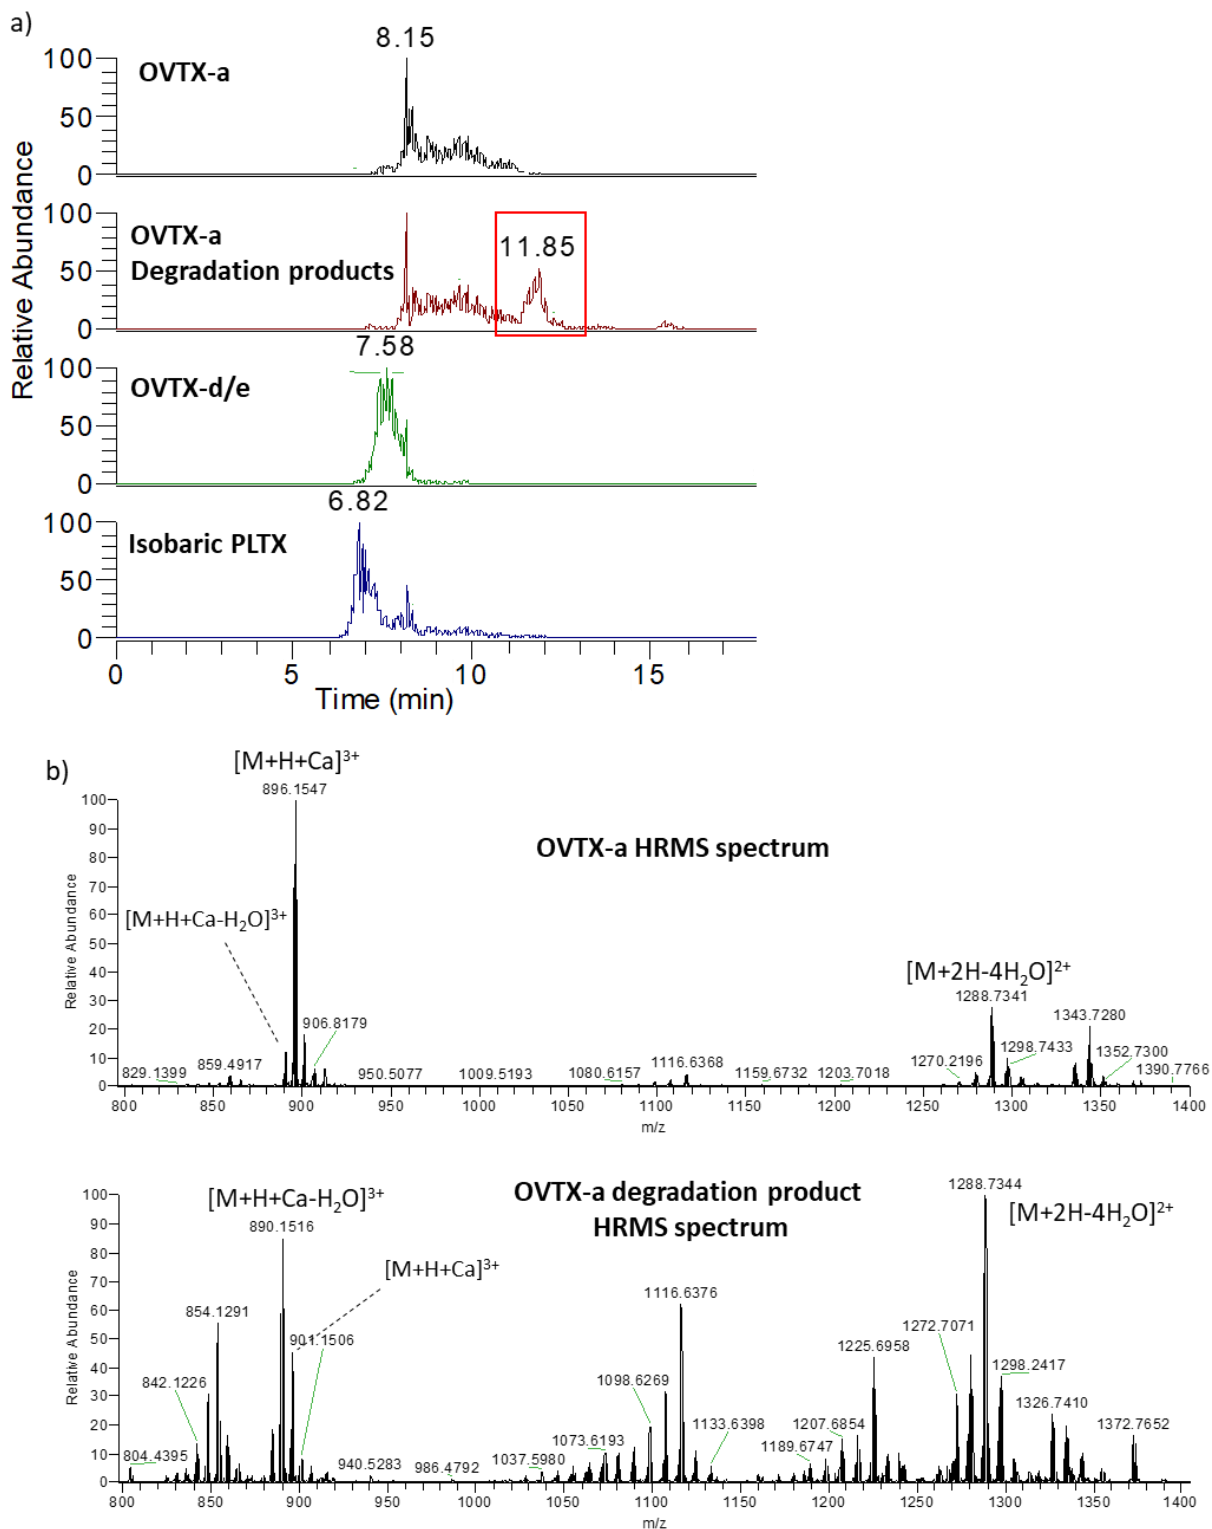 a)
8.15
100
50
0
OVTX-a
Relative Abundance
100
50
0
OVTX-a
Degradation products
11.85
7.58
100
50
0
OVTX-d/e
6.82
100
50
0
Isobaric PLTX
0 5 10 15
Time (min)
b)
[M+H+Ca]3+
896.1547
OVTX-a HRMS spectrum
[M+H+Ca-H2O]3+
[M+2H-4H2O]2+
1288.7341
1343.7280
906.8179
859.4917
829.1399
950.5077
1009.5193
1080.6157
1116.6368
1159.6732
1203.7018
1270.2196
1298.7433
1352.7300
1390.7766
Relative Abundance
100
90
80
70
60
50
40
30
20
10
0
800 850 900 950 1000 1050 1100 1150 1200 1250 1300 1350 1400
m/z
OVTX-a degradation product
HRMS spectrum
[M+H+Ca-H2O]3+
890.1516
[M+H+Ca]3+
1288.7344
[M+2H-4H2O]2+
854.1291
901.1506
842.1226
804.4395
940.5283
986.4792
1037.5980
1073.6193
1098.6269
1116.6376
1133.6398
1189.6747
1207.6854
1225.6958
1272.7071
1298.2417
1326.7410
1372.7652
Relative Abundance
100
90
80
70
60
50
40
30
20
10
0
800 850 900 950 1000 1050 1100 1150 1200 1250 1300 1350 1400
m/z